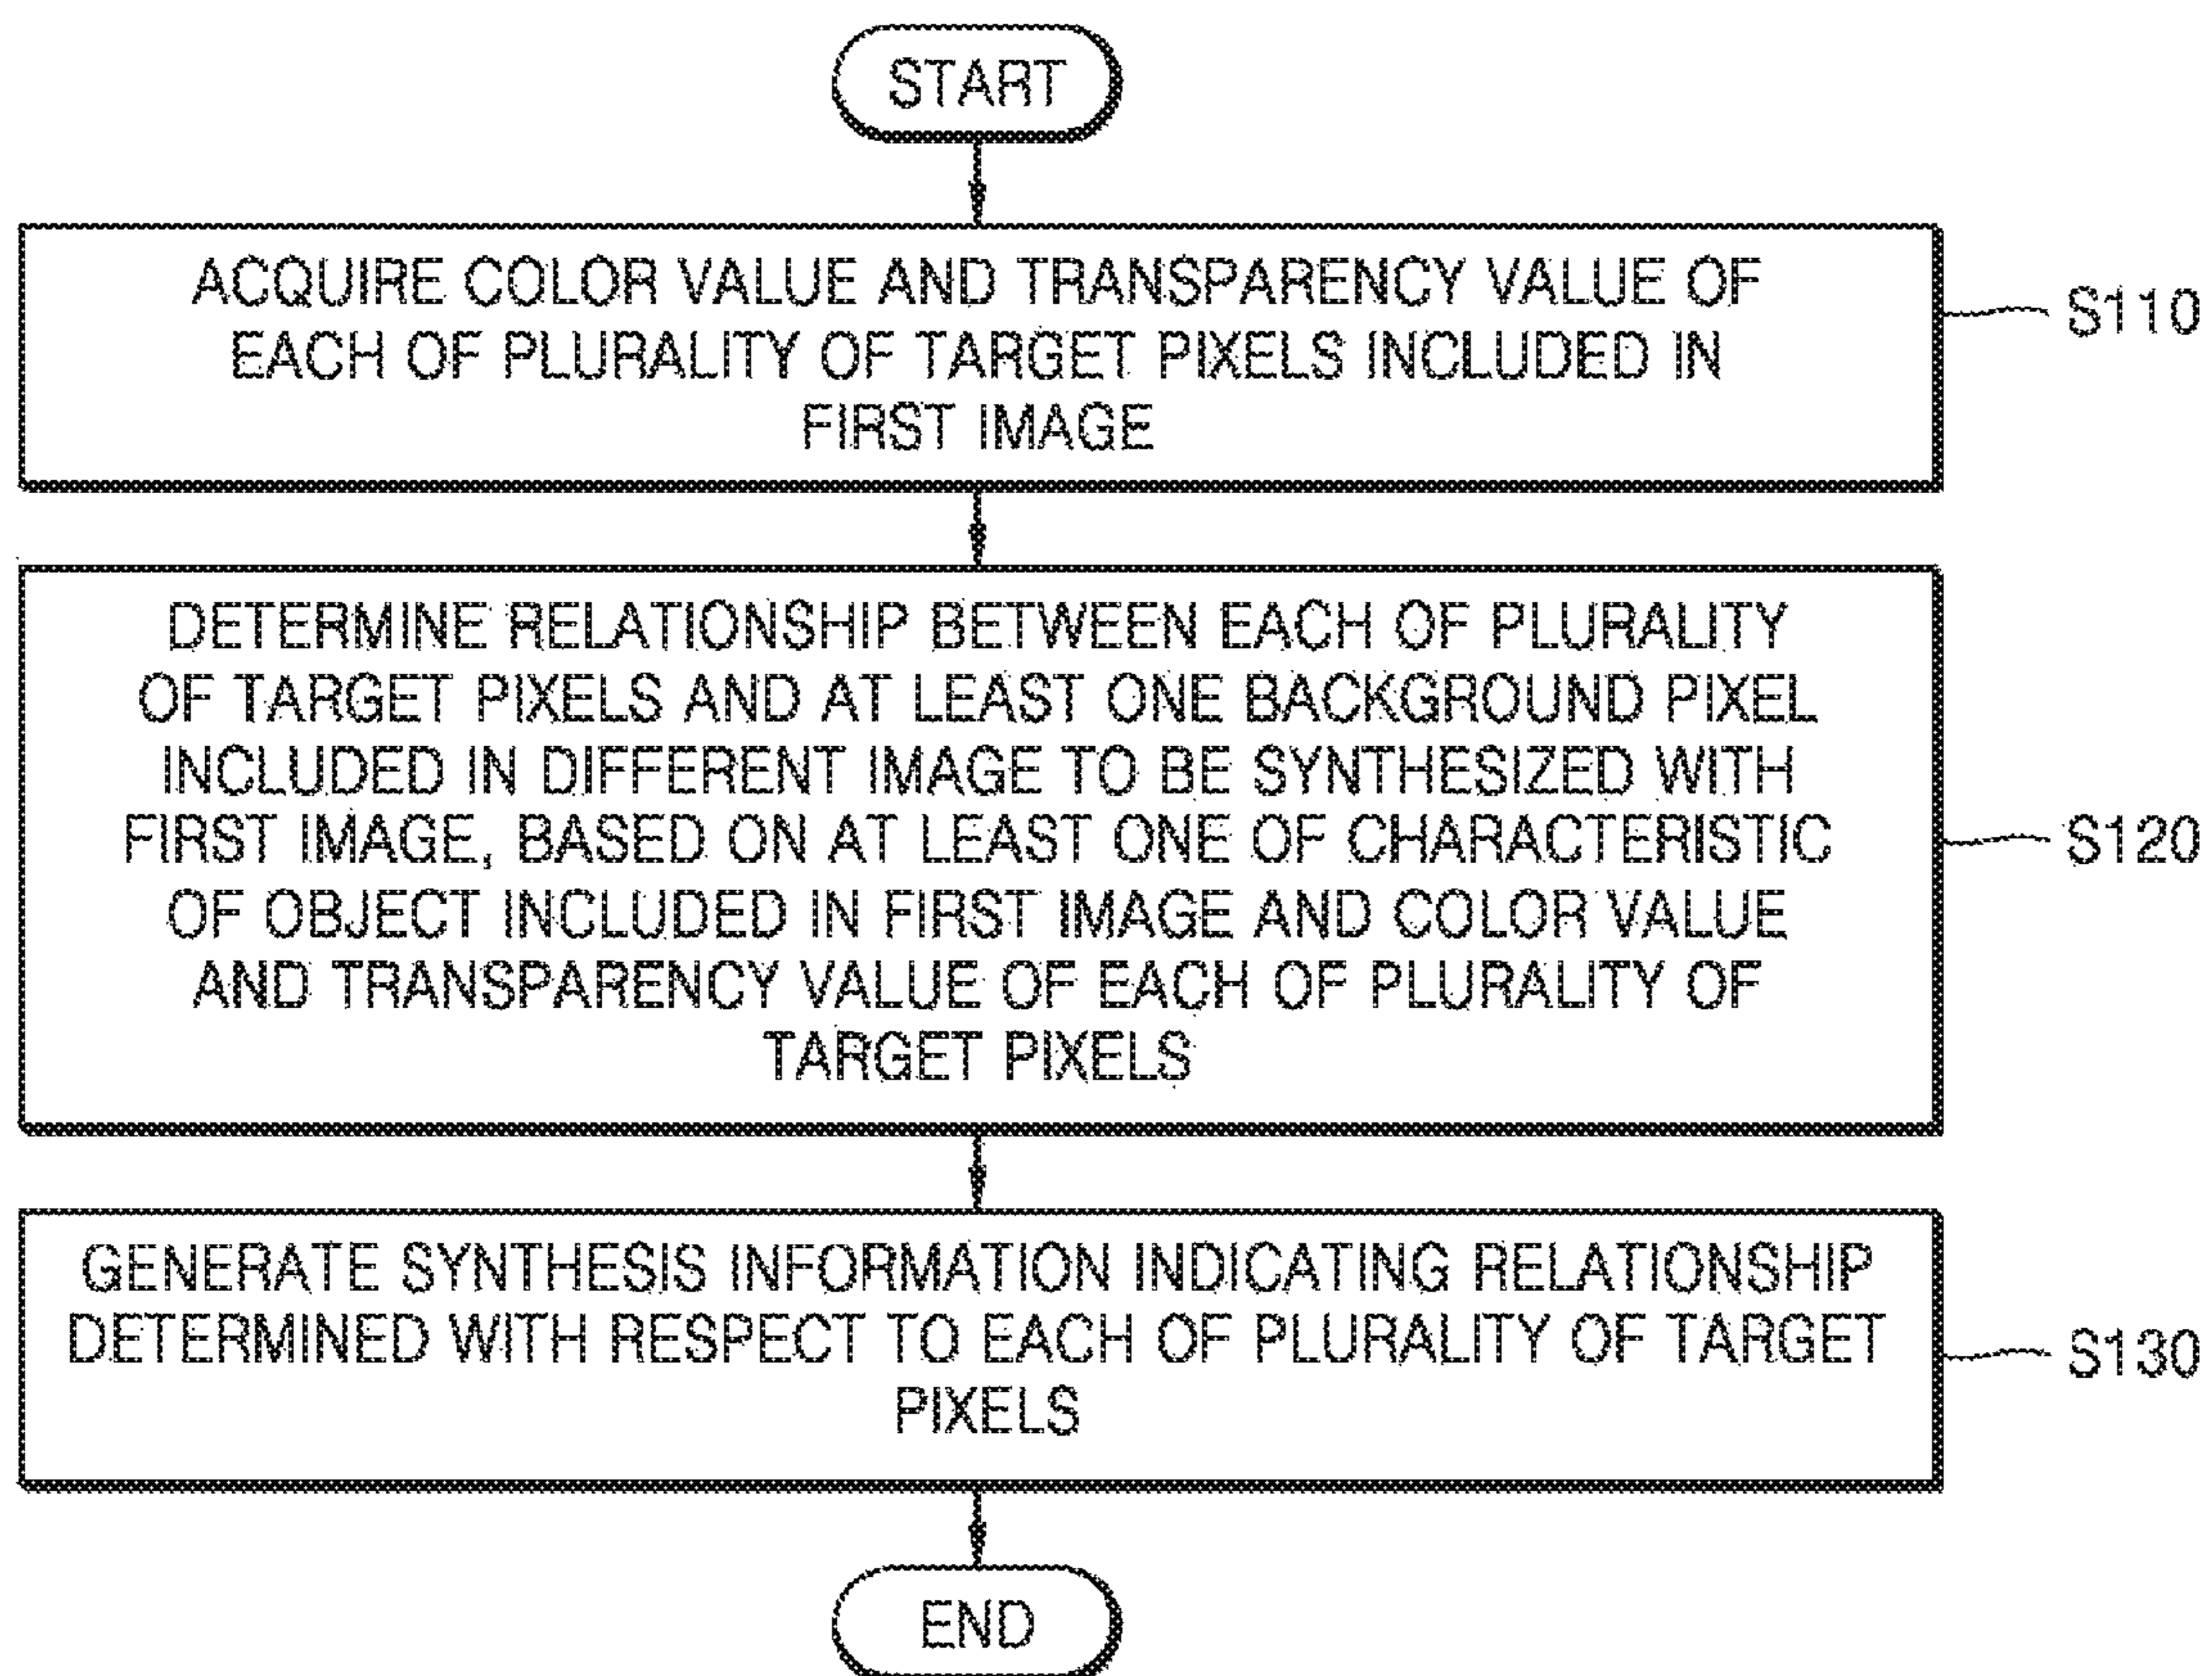 START
ACQUIRE COLOR VALUE AND TRANSPARENCY VALUE OF
EACH OF PLURALITY OF TARGET PIXELS INCLUDED IN
FIRST IMAGE
S110
DETERMINE RELATIONSHIP BETWEEN EACH OF PLURALITY
OF TARGET PIXELS AND AT LEAST ONE BACKGROUND PIXEL
INCLUDED IN DIFFERENT IMAGE TO BE SYNTHESIZED WITH
FIRST IMAGE, BASED ON AT LEAST ONE OF CHARACTERISTIC
OF OBJECT INCLUDED IN FIRST IMAGE AND COLOR VALUE
AND TRANSPARENCY VALUE OF EACH OF PLURALITY OF
TARGET PIXELS
S120
GENERATE SYNTHESIS INFORMATION INDICATING RELATIONSHIP
DETERMINED WITH RESPECT TO EACH OF PLURALITY OF TARGET
PIXELS
S130
END